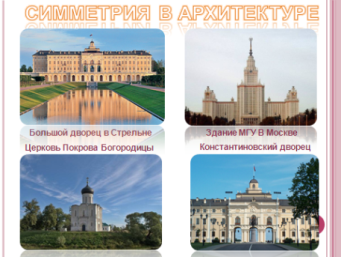 СИММЕТРИЯ В АРХИТЕКТУРЕ
Большой дворец в Стрельне
Здание МГУ В Москве
Церковь Покрова Богородицы
Константиновский дворец